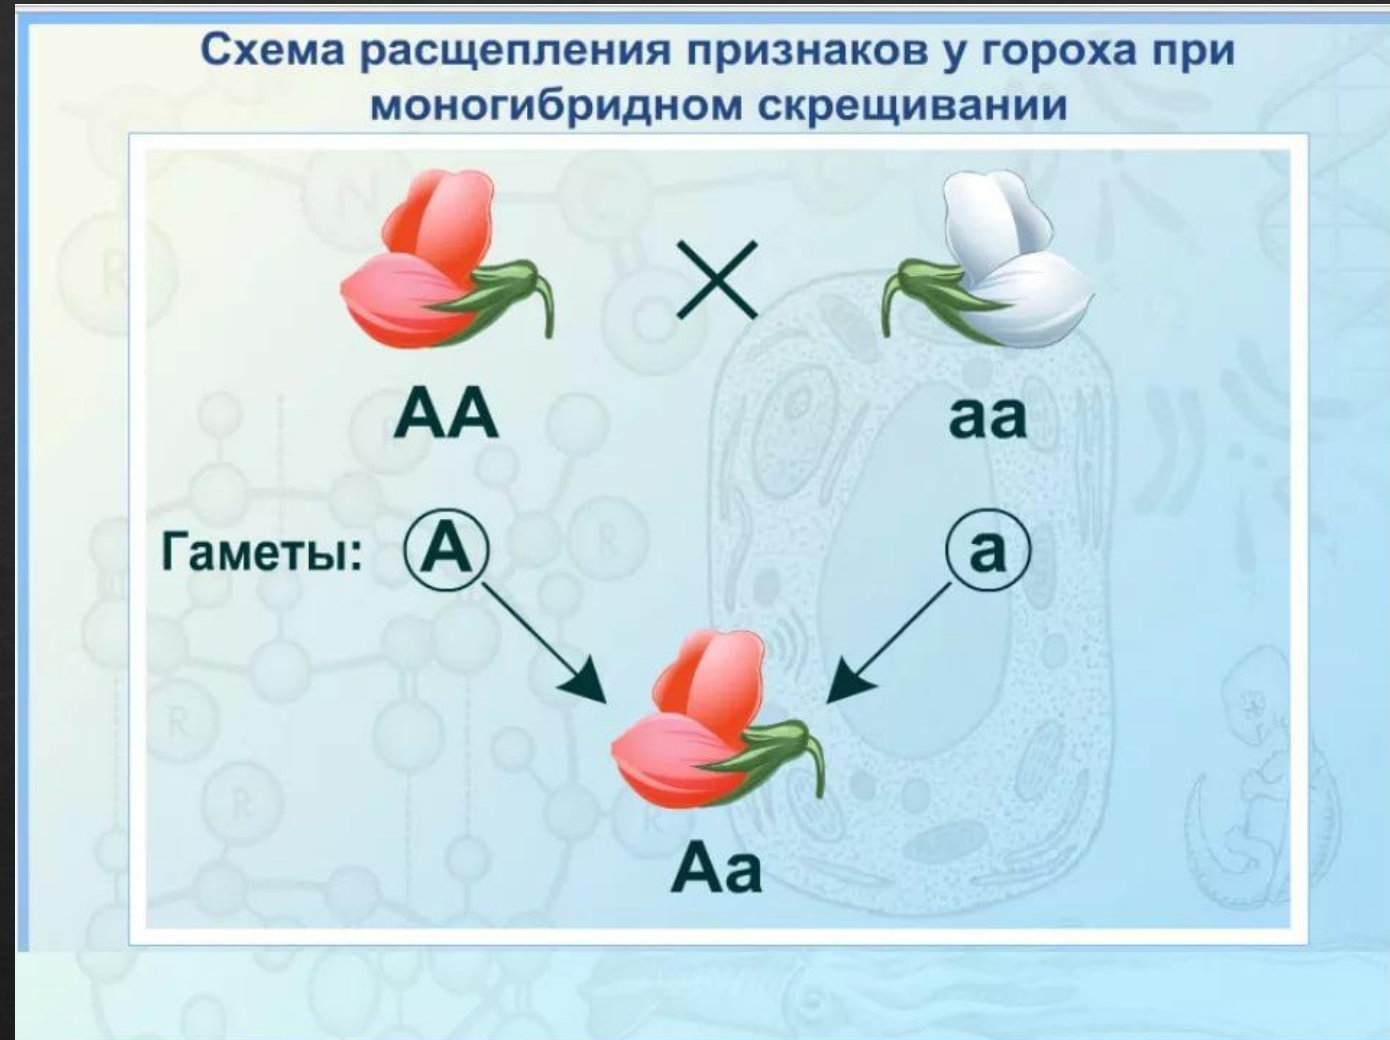 Схема расщепления признаков у гороха при
моногибридном скрещивании
АА
аа
Гаметы: А а
Аа
N
C
R
R
R
R